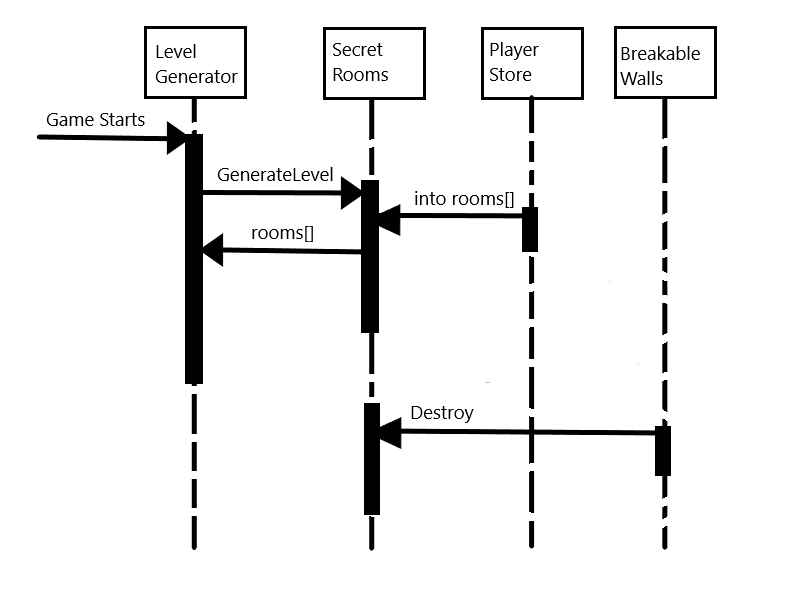 Level
Generator
Secret
Rooms
Player
Store
Breakable
Walls
Game Starts
GenerateLevel
into rooms[]
rooms[]
Destroy